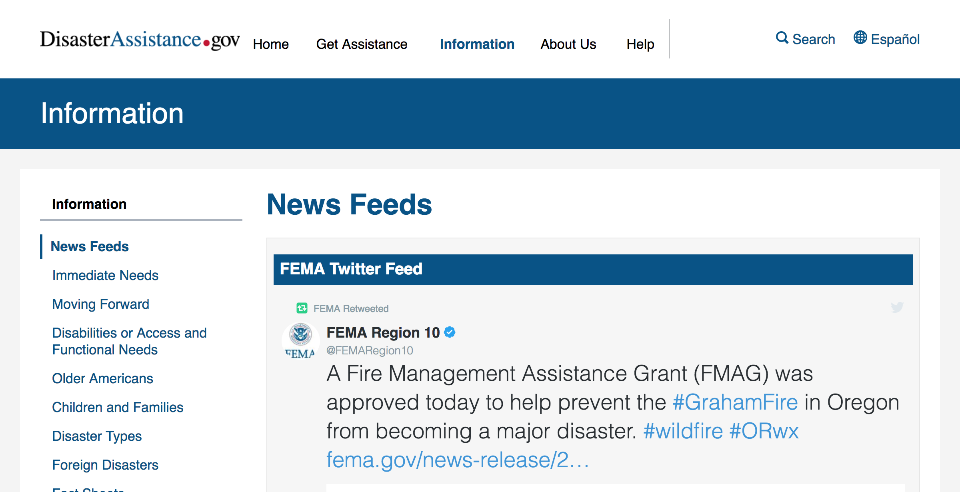 DisasterAssistance.gov Home Get Assistance Information About Us Help Search Español
Information
Information
News Feeds
Immediate Needs
Moving Forward
Disabilities or Access and
Functional Needs
Older Americans
Children and Families
Disaster Types
Foreign Disasters
Fact Sheets
News Feeds
FEMA Twitter Feed
FEMA Retweeted
FEMA
FEMA Region 10
@FEMARegion10
A Fire Management Assistance Grant (FMAG) was
approved today to help prevent the #GrahamFire in Oregon
from becoming a major disaster. #wildfire #ORwx
fema.gov/news-release/2…